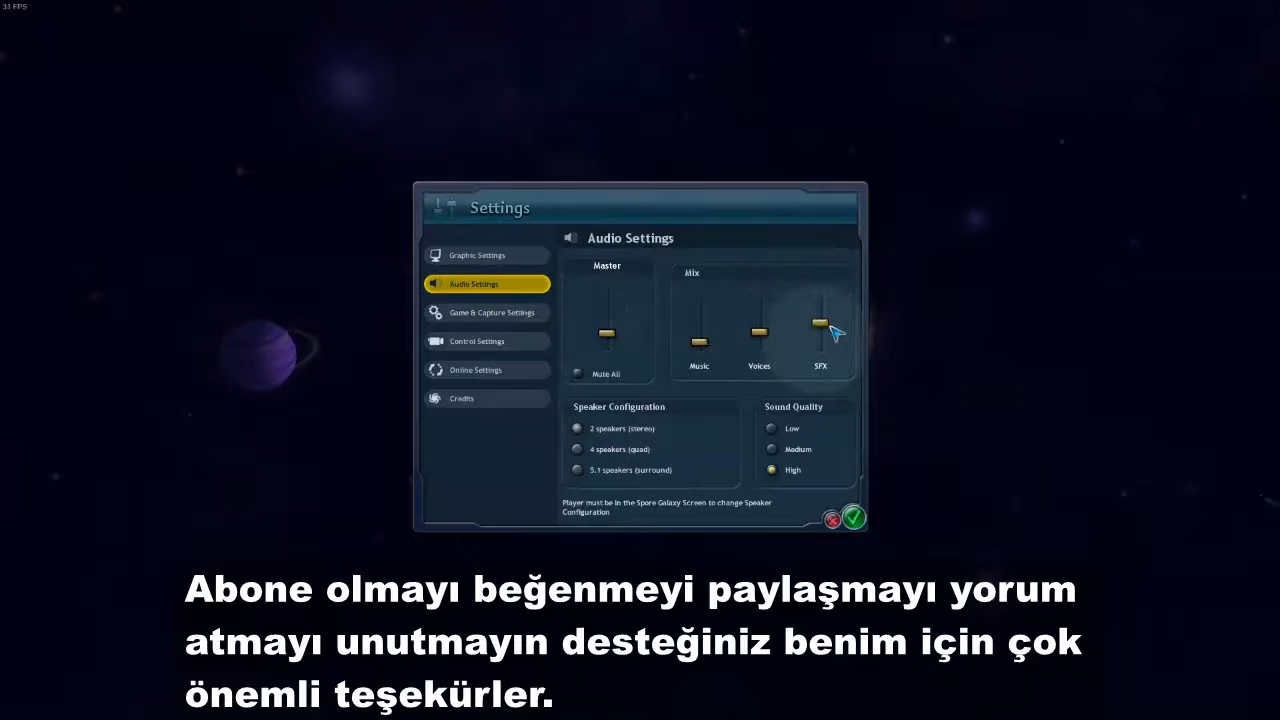 33 FPS
Settings
Graphic Settings
Audio Settings
Game & Capture Settings
Control Settings
Online Settings
Credits
Audio Settings
Master
Mute All
Mix
Music Voices SFX
Speaker Configuration
2 speakers (stereo)
4 speakers (quad)
5.1 speakers (surround)
Sound Quality
Low
Medium
High
Player must be in the Spore Galaxy Screen to change Speaker
Configuration
Abone olmayı beğenmeyi paylaşmayı yorum
atmayı unutmayın desteğiniz benim için çok
önemli teşekürler.